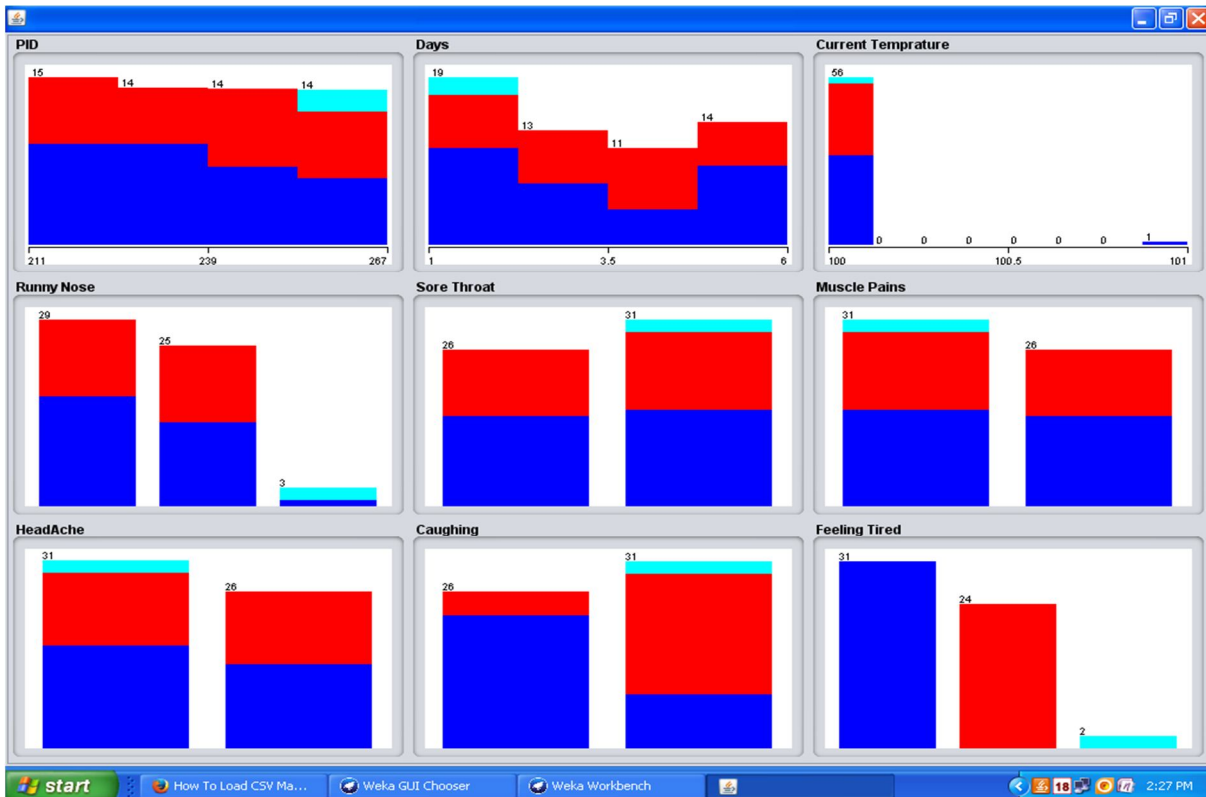 PID
15
14
14
14
211
239
267
Days
19
13
11
14
1
3.5
6
Current Temprature
56
0
0
0
0
0
0
1
100
100.5
101
Runny Nose
29
25
3
Sore Throat
26
31
Muscle Pains
31
26
HeadAche
31
26
Caughing
26
31
Feeling Tired
31
24
2
start
How To Load CSV Ma...
Weka GUI Chooser
Weka Workbench
18
2:27 PM